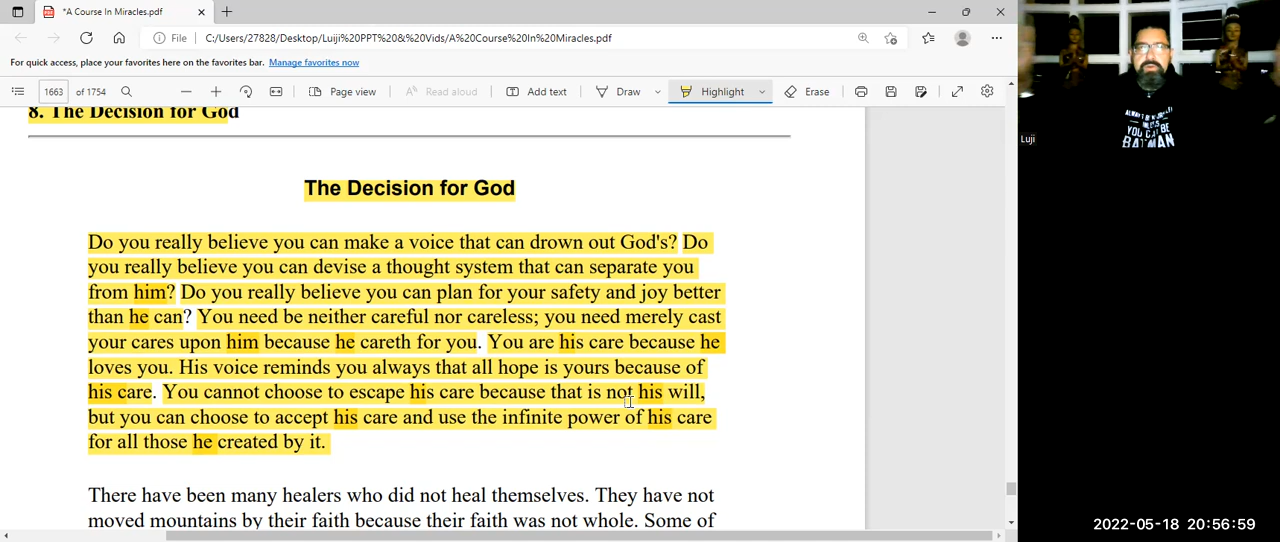 *A Course In Miracles.pdf
File
C:/Users/27828/Desktop/Luiji%20PPT%20&%20Vids/A%20Course%20In%20Miracles.pdf
For quick access, place your favorites here on the favorites bar. Manage favorites now
1663 of 1754
Page view
Read aloud
Add text
Draw
Highlight
Erase
8. The Decision for God
The Decision for God
Do you really believe you can make a voice that can drown out God's? Do
you really believe you can devise a thought system that can separate you
from him? Do you really believe you can plan for your safety and joy better
than he can? You need be neither careful nor careless; you need merely cast
your cares upon him because he careth for you. You are his care because he
loves you. His voice reminds you always that all hope is yours because of
his care. You cannot choose to escape his care because that is not his will,
but you can choose to accept his care and use the infinite power of his care
for all those he created by it.
There have been many healers who did not heal themselves. They have not
moved mountains by their faith because their faith was not whole. Some of
Luji
YOU CAN BE
BATMAN
2022-05-18 20:56:59